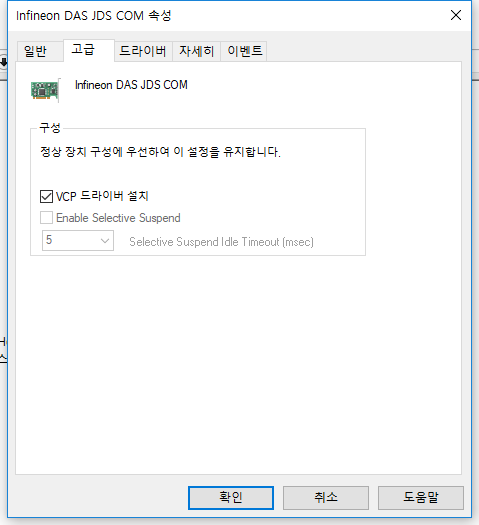 Infineon DAS JDS COM 속성
일반 고급 드라이버 자세히 이벤트
Infineon DAS JDS COM
구성
정상 장치 구성에 우선하여 이 설정을 유지합니다.
VCP 드라이버 설치
Enable Selective Suspend
5 Selective Suspend Idle Timeout (msec)
확인 취소 도움말